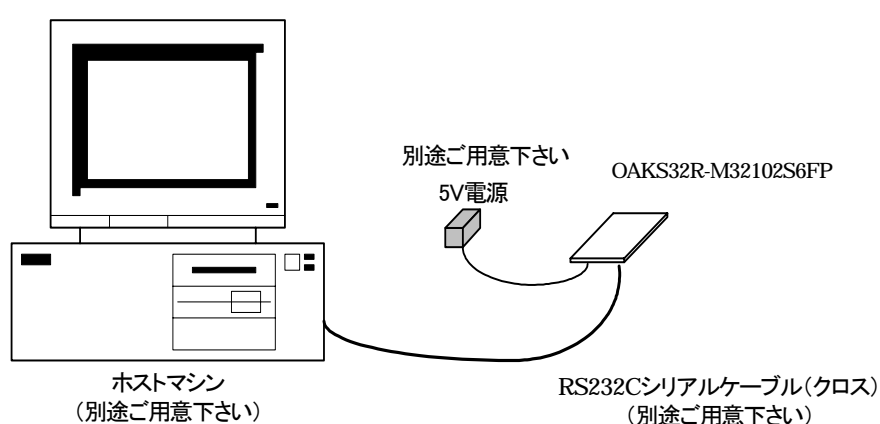 別途ご用意下さい
5V電源
OAKS32R-M32102S6FP
ホストマシン
（別途ご用意下さい）
RS232Cシリアルケーブル（クロス）
（別途ご用意下さい）